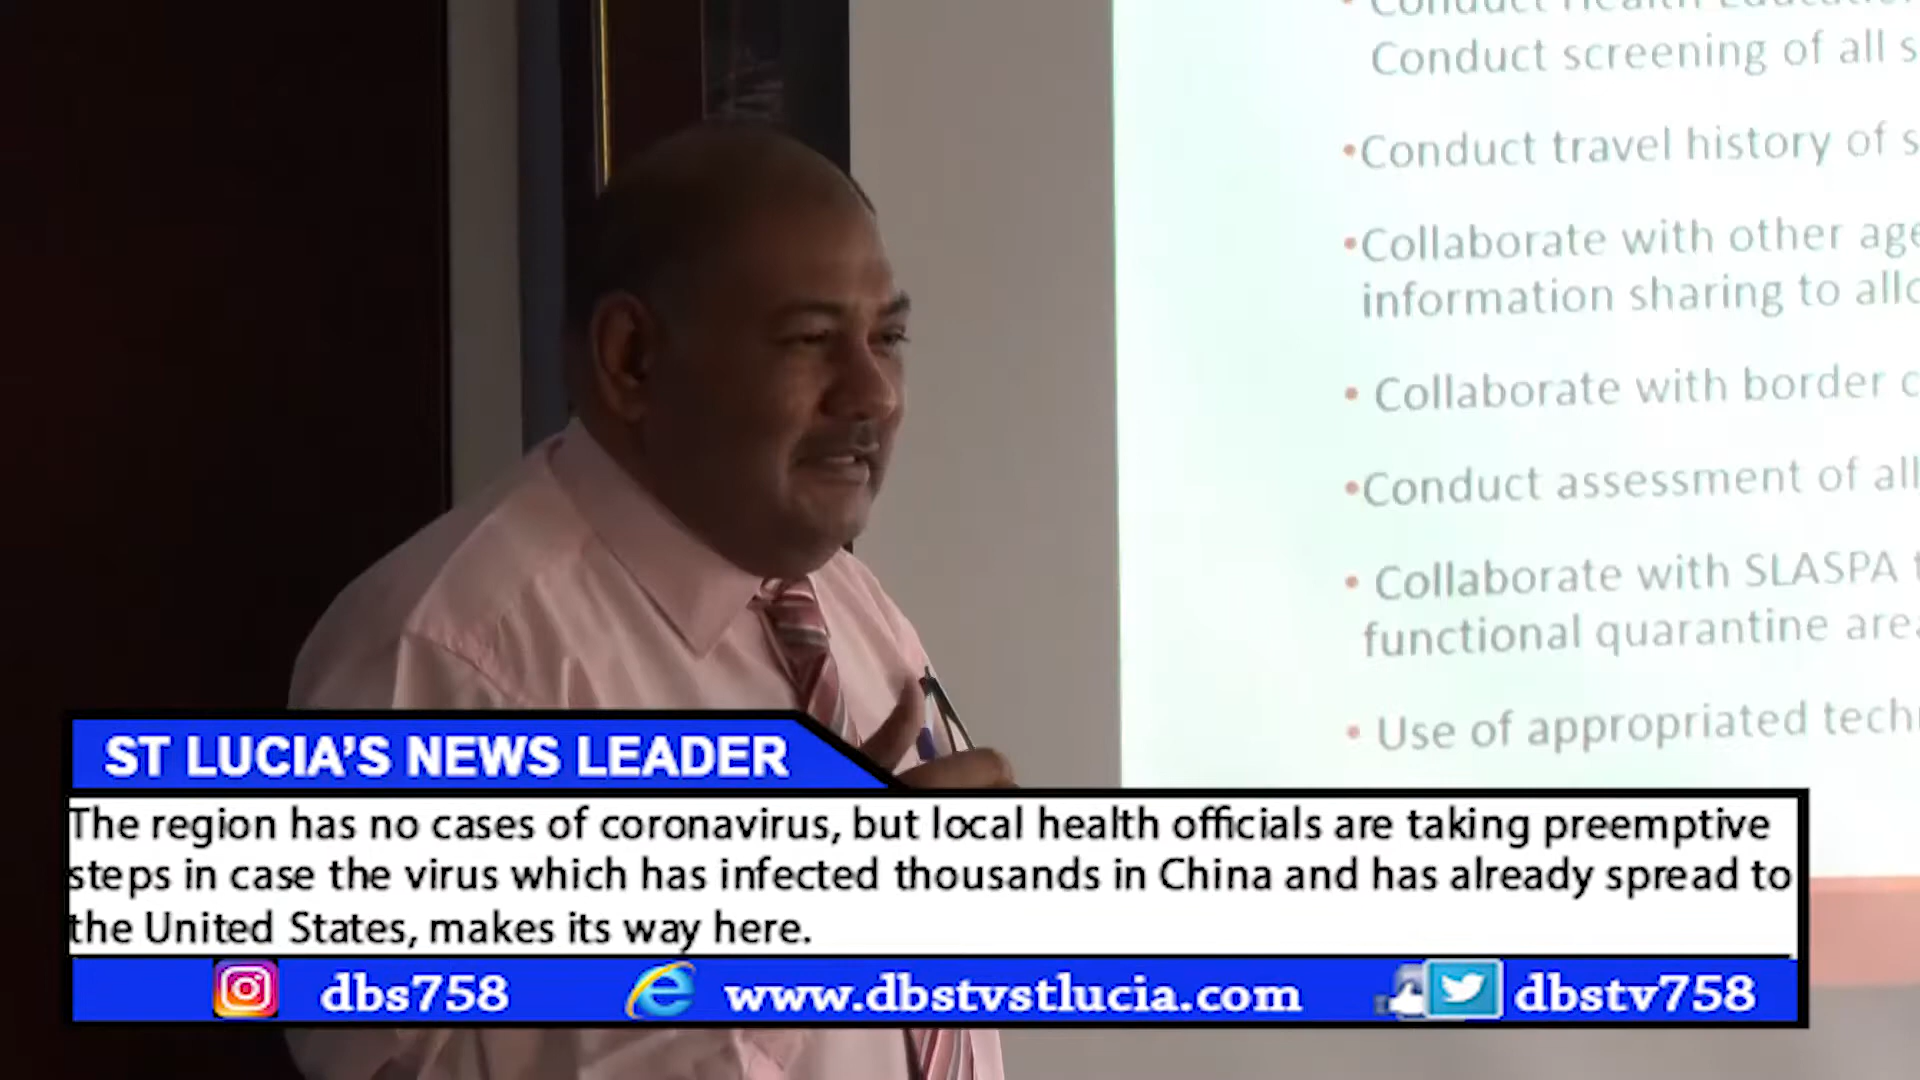 Conduct Health
Conduct screening of all
•Conduct travel history of
•Collaborate with other
information sharing to
• Collaborate with border
•Conduct assessment of all
• Collaborate with SLASPA
functional quarantine
• Use of appropriated
ST LUCIA'S NEWS LEADER
The region has no cases of coronavirus, but local health officials are taking preemptive
steps in case the virus which has infected thousands in China and has already spread to
the United States, makes its way here.
dbs758 www.dbstvstlucia.com dbstv758